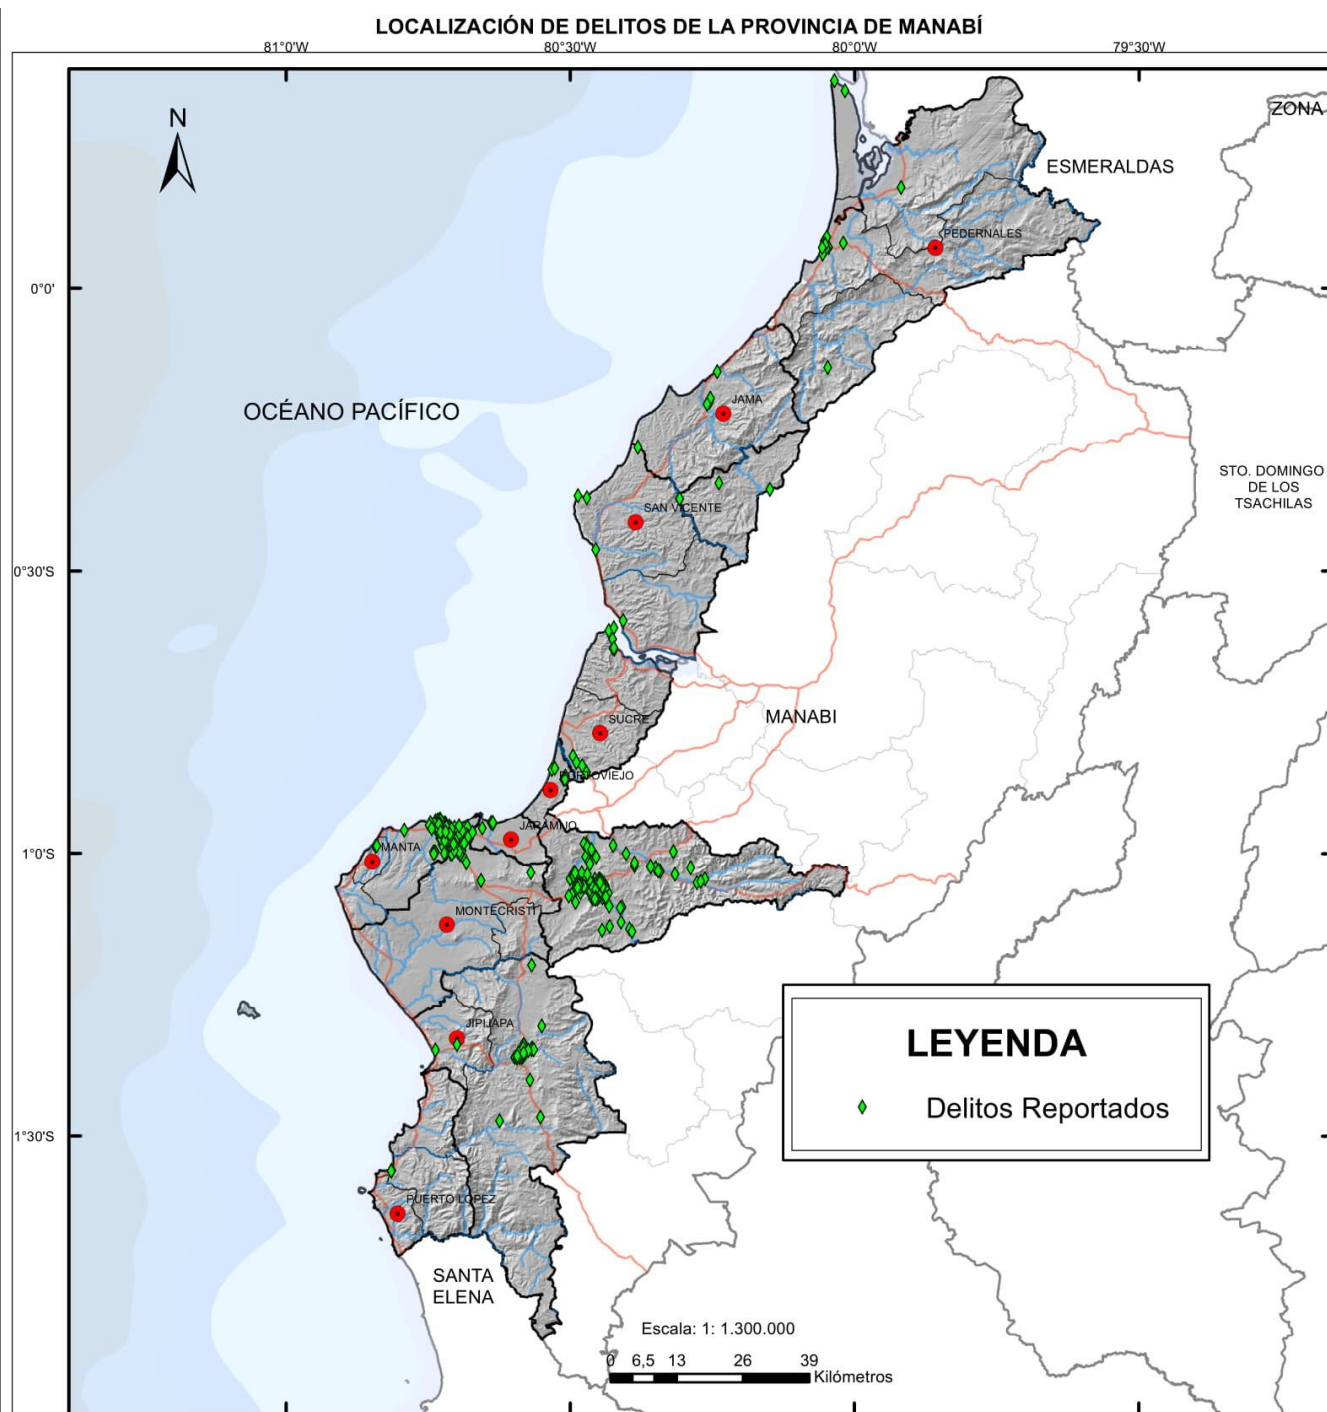 LOCALIZACIÓN DE DELITOS DE LA PROVINCIA DE MANABÍ
81°0'W
80°30'W
80°0'W
79°30'W
N
ZONA
ESMERALDAS
PEDERNALES
0°0'
OCÉANO PACÍFICO
JAMA
STO. DOMINGO
DE LOS
TSACHILAS
SAN VICENTE
0°30'S
SUCRE
MANABI
PORTOVIEJO
JARAMIJO
1°0'S
MANTA
MONTECRISTI
JIPIJAPA
LEYENDA
Delitos Reportados
1°30'S
PUERTO LOPEZ
SANTA
ELENA
Escala: 1: 1.300.000
0 6,5 13 26 39
Kilómetros